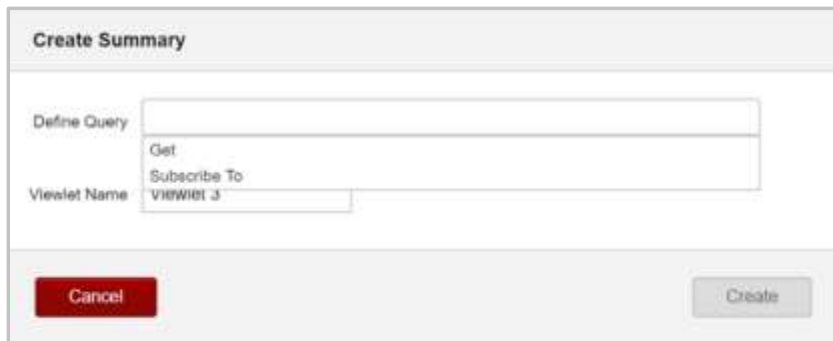 Create Summary
Define Query
Get
Subscribe To
Viewlet Name Viewlet 3
Cancel Create